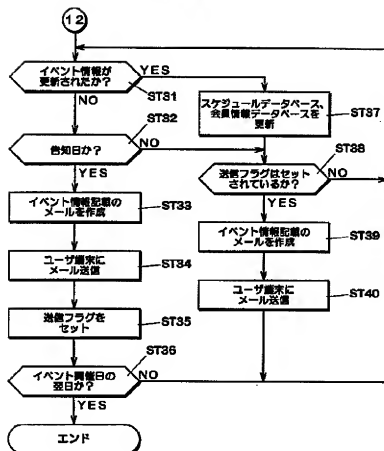 12
イベント情報が
更新されたか?
YES
ST31
NO
ST32
告知日か?
NO
YES
イベント情報記載の
メールを作成
ST33
ユーザ端末に
メール送信
ST34
送信フラグを
セット
ST35
ST36
イベント開催日の
翌日か?
NO
YES
エンド
スケジュールデータベース、
会員情報データベースを
更新
ST37
ST38
送信フラグはセット
されているか?
NO
YES
イベント情報記載の
メールを作成
ST39
ユーザ端末に
メール送信
ST40